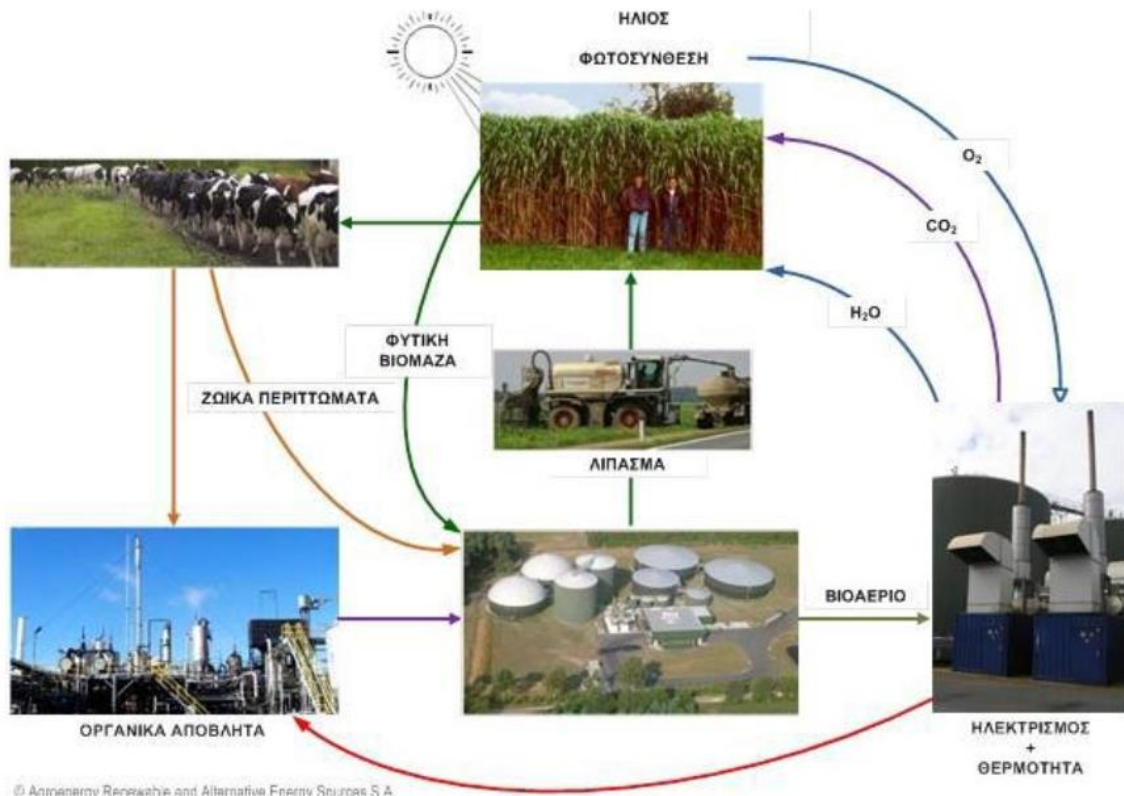 ΗΛΙΟΣ
ΦΩΤΟΣΥΝΘΕΣΗ
O₂
CO₂
H₂O
ΦΥΤΙΚΗ
ΒΙΟΜΑΖΑ
ΖΩΙΚΑ ΠΕΡΙΤΤΩΜΑΤΑ
ΛΙΠΑΣΜΑ
ΒΙΟΑΕΡΙΟ
ΟΡΓΑΝΙΚΑ ΑΠΟΒΛΗΤΑ
ΗΛΕΚΤΡΙΣΜΟΣ
+
ΘΕΡΜΟΤΗΤΑ
© Agroenergy Renewable and Alternative Energy Sources S.A.